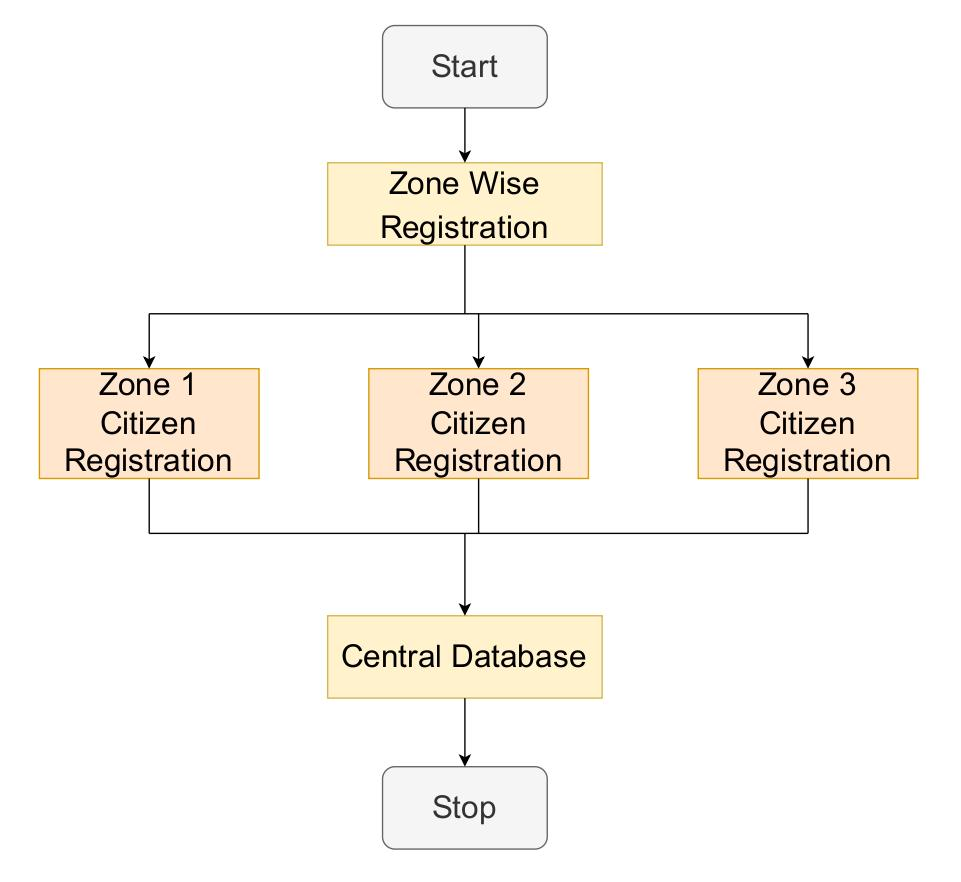 Start
Zone Wise
Registration
Zone 1
Citizen
Registration
Zone 2
Citizen
Registration
Zone 3
Citizen
Registration
Central Database
Stop